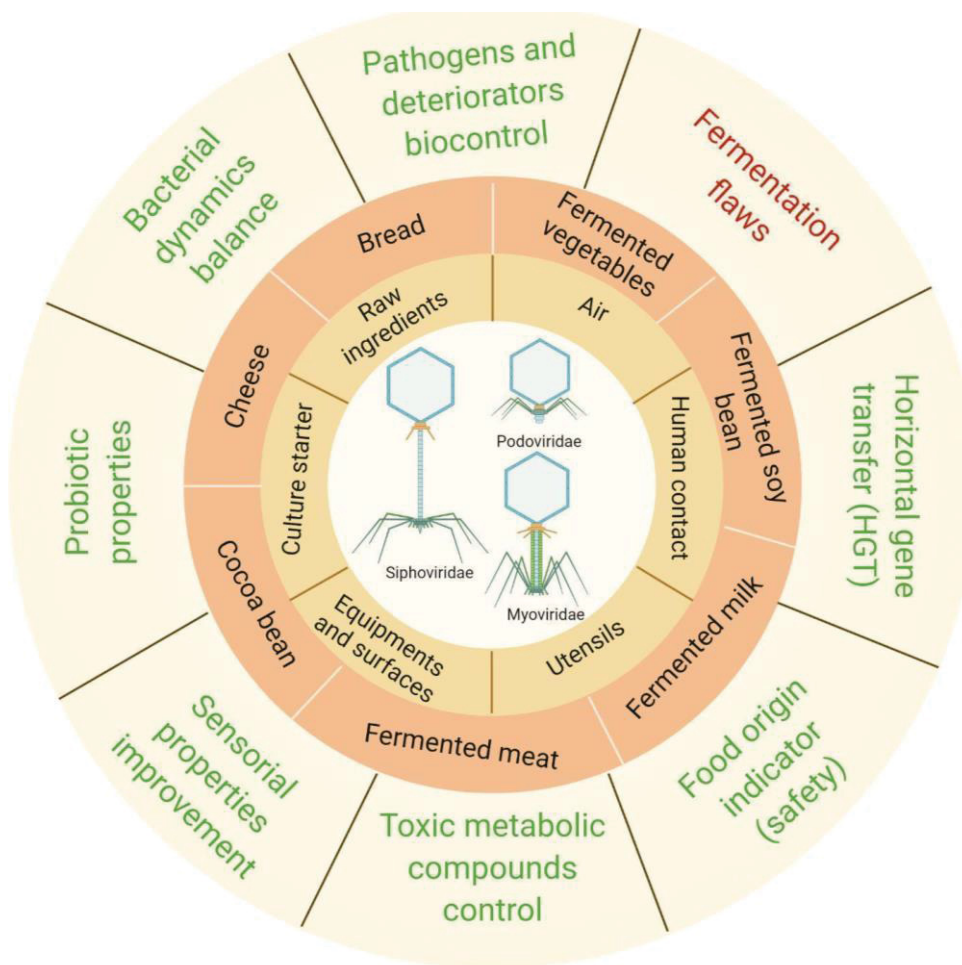 Pathogens and
deteriorators
biocontrol
Fermentation
flaws
Horizontal gene
transfer (HGT)
Food origin
indicator
(safety)
Toxic metabolic
compounds
control
Sensorial
properties
improvement
Probiotic
properties
Bacterial
dynamics
balance
Bread
Fermented
vegetables
Fermented soy
bean
Fermented milk
Fermented meat
Cocoa bean
Cheese
Raw
ingredients
Air
Human contact
Utensils
Equipments
and surfaces
Culture starter
Podoviridae
Siphoviridae
Myoviridae